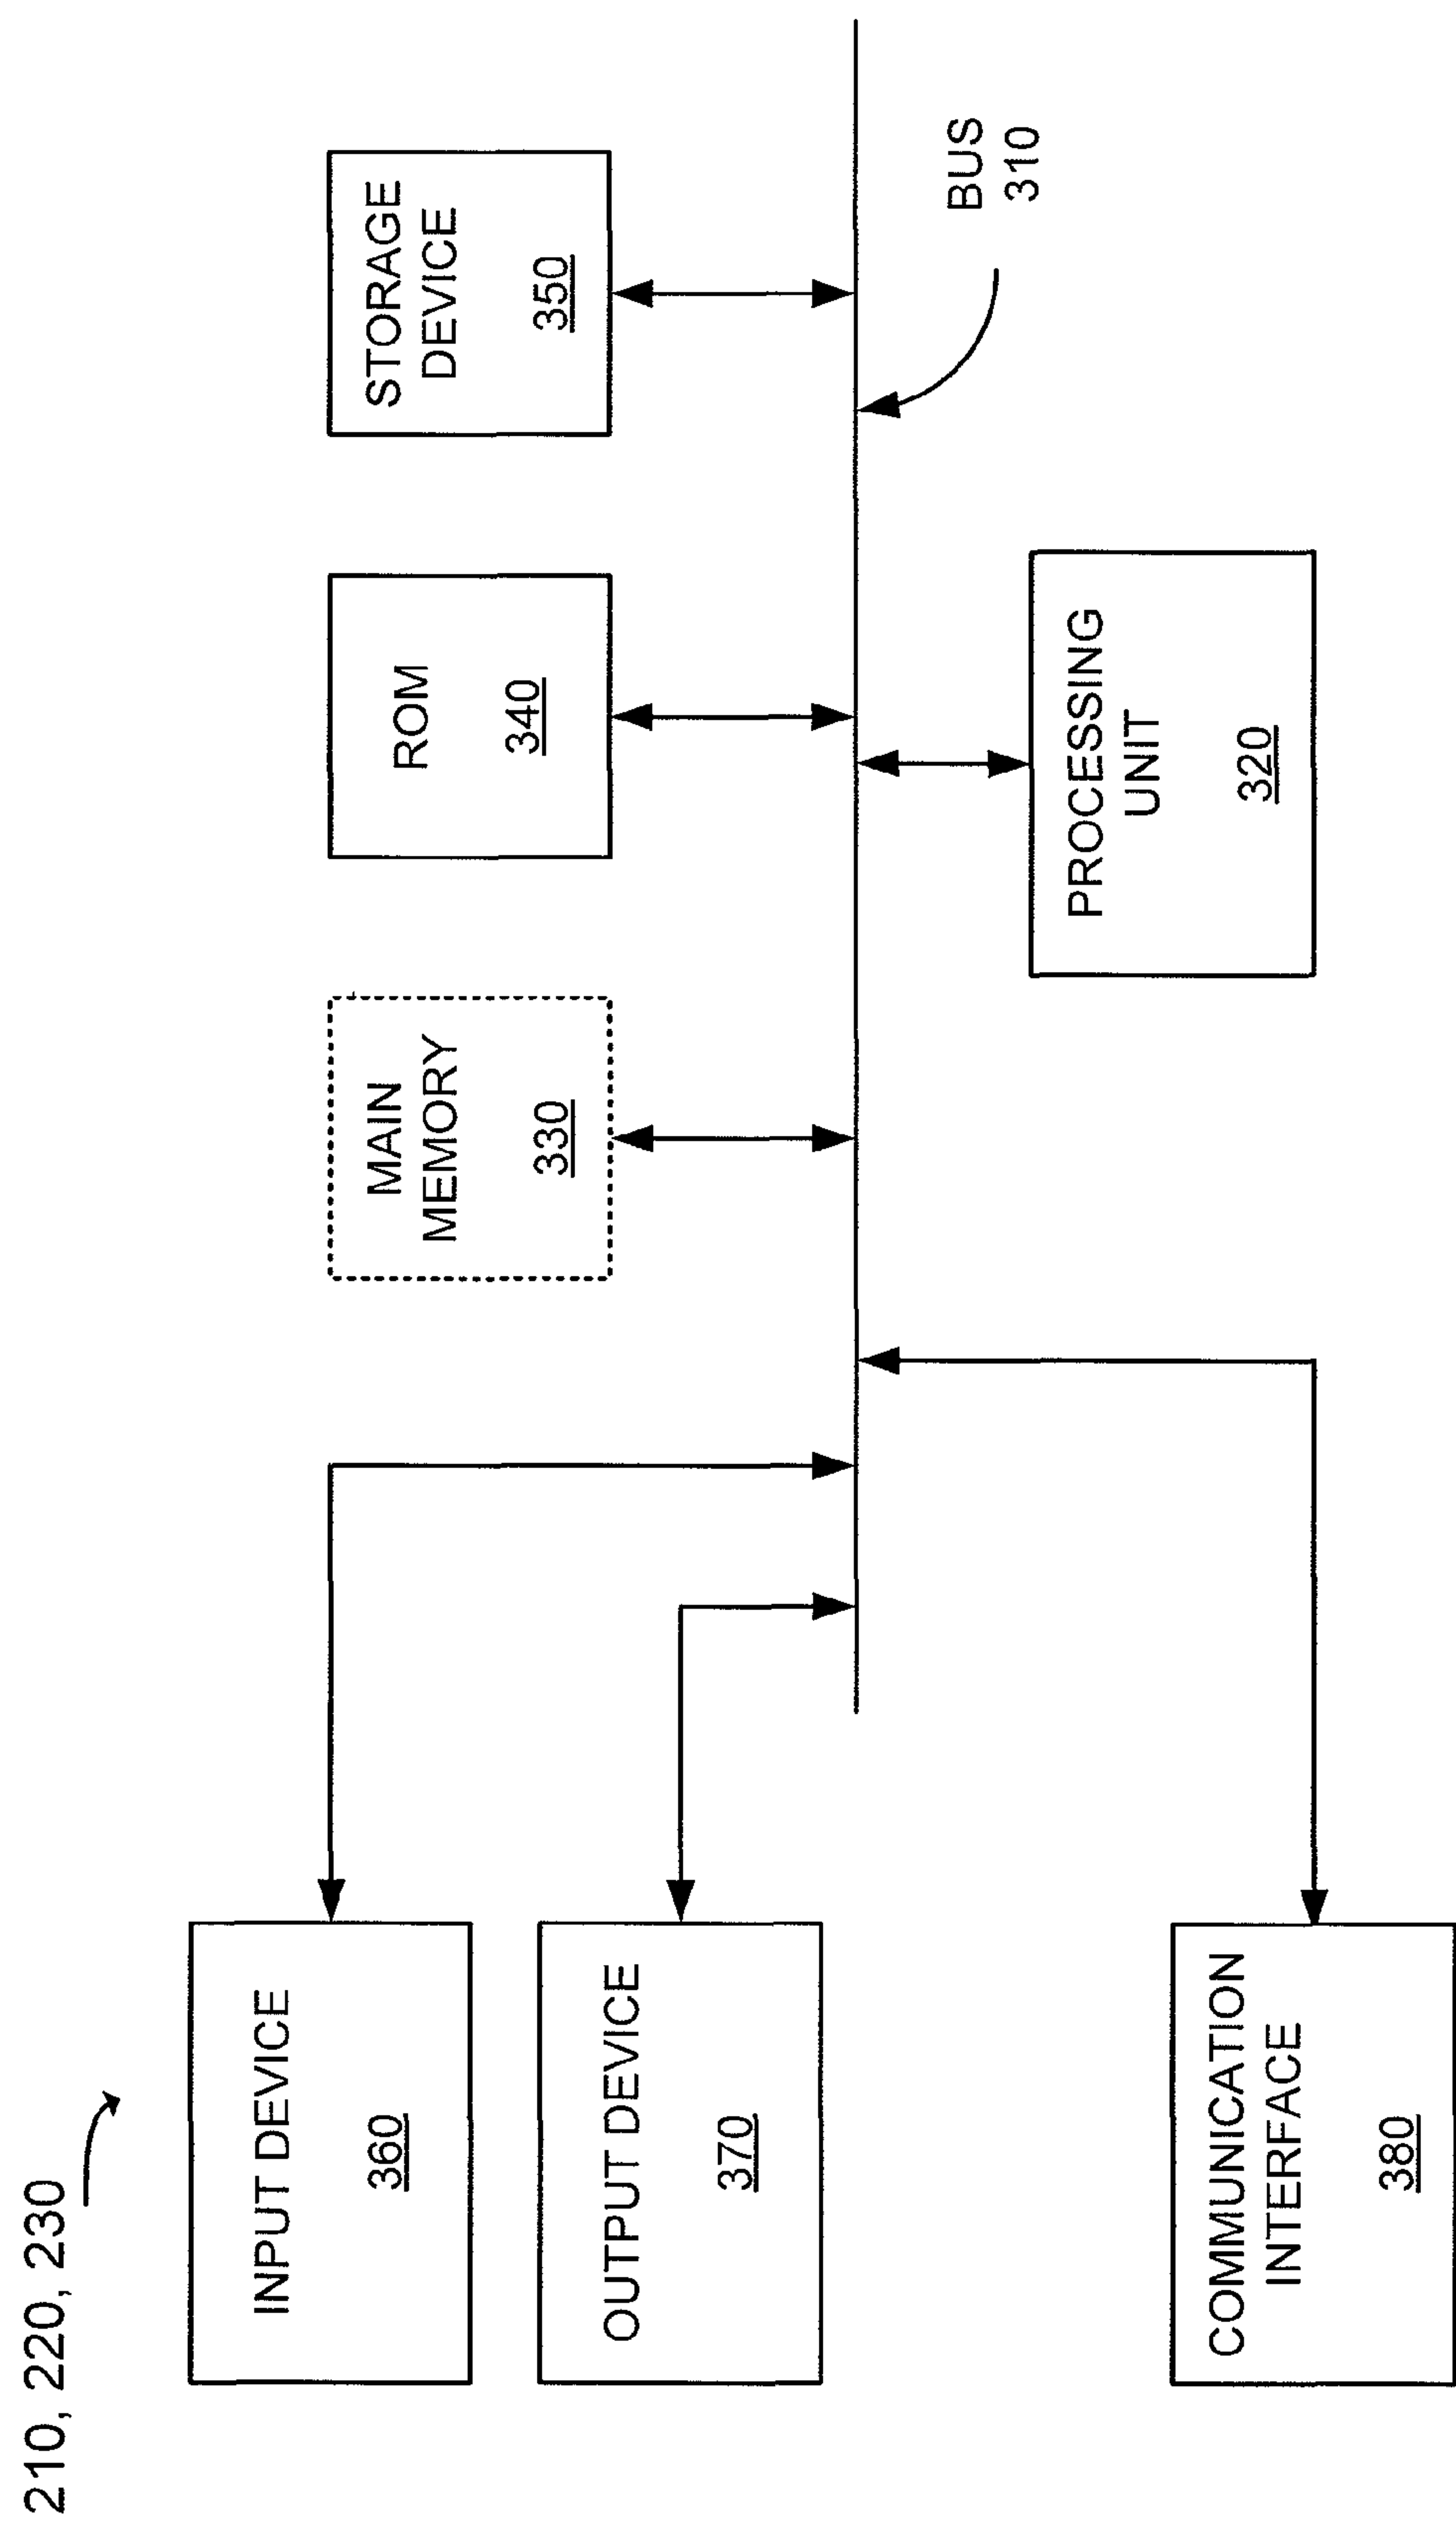 210, 220, 230
INPUT DEVICE
360
OUTPUT DEVICE
370
COMMUNICATION
INTERFACE
380
MAIN
MEMORY
330
ROM
340
STORAGE
DEVICE
350
PROCESSING
UNIT
320
BUS
310